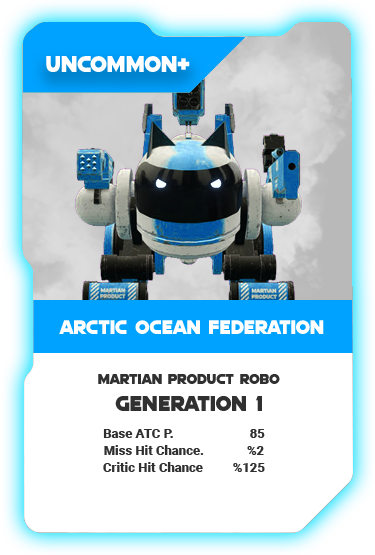 UNCOMMON+
MARTIAN
PRODUCT
MARTIAN
PRODUCT
ARCTIC OCEAN FEDERATION
MARTIAN PRODUCT ROBO
GENERATION 1
Base ATC P. 85
Miss Hit Chance. %2
Critic Hit Chance %125